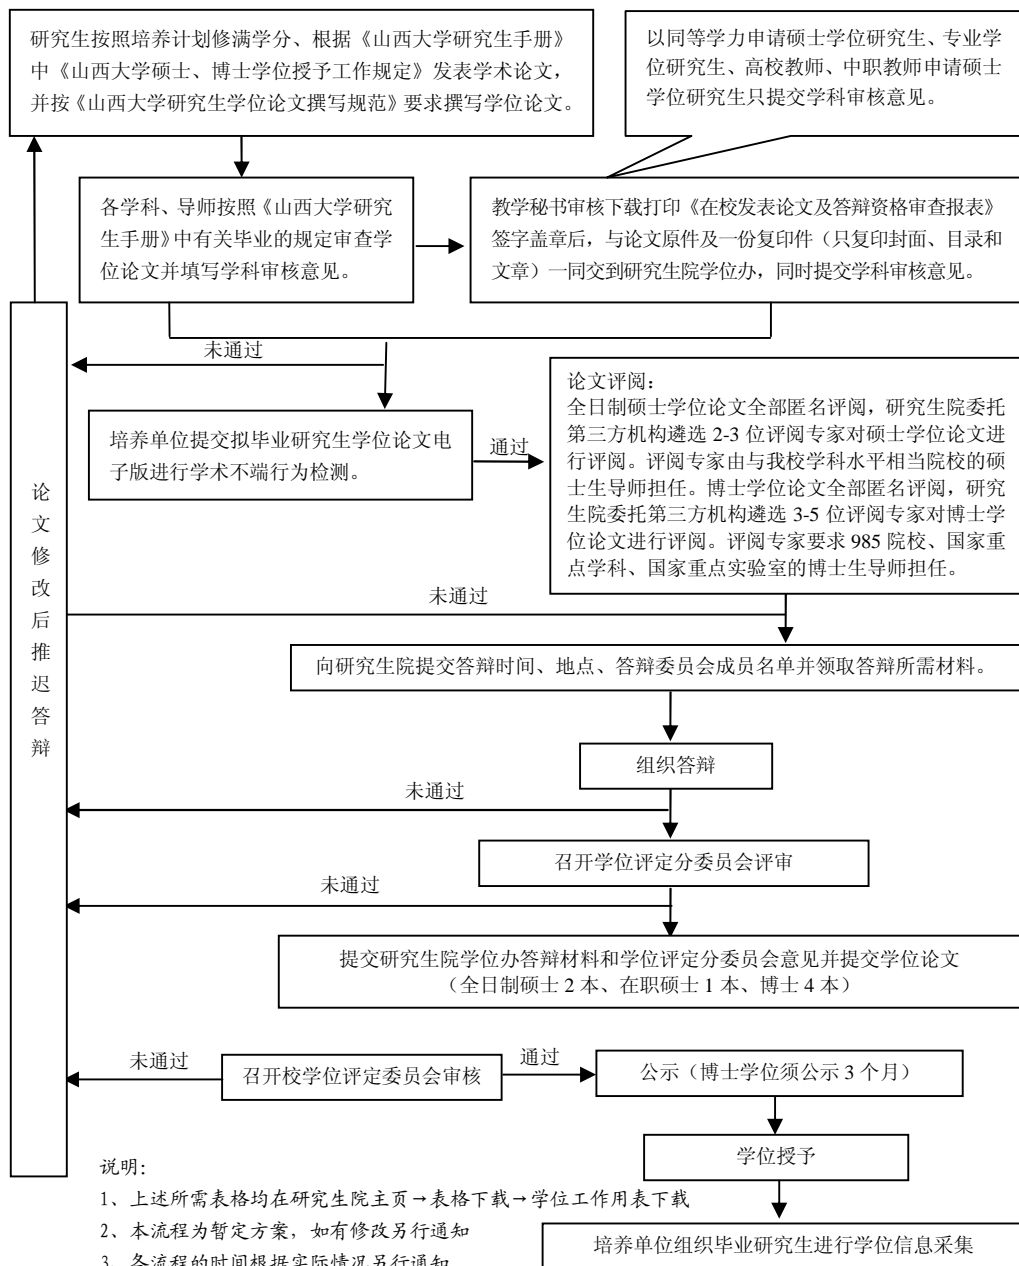 研究生按照培养计划修满学分、根据《山西大学研究生手册》
中《山西大学硕士、博士学位授予工作规定》发表学术论文，
并按《山西大学研究生学位论文撰写规范》要求撰写学位论文。
以同等学力申请硕士学位研究生、专业学
位研究生、高校教师、中职教师申请硕士
学位研究生只提交学科审核意见。
各学科、导师按照《山西大学研究
生手册》中有关毕业的规定审查学
位论文并填写学科审核意见。
教学秘书审核下载打印《在校发表论文及答辩资格审查报表》
签字盖章后，与论文原件及一份复印件（只复印封面、目录和
文章）一同交到研究生院学位办，同时提交学科审核意见。
未通过
培养单位提交拟毕业研究生学位论文电
子版进行学术不端行为检测。
通过
论文评阅：
全日制硕士学位论文全部匿名评阅，研究生院委托
第三方机构遴选 2-3 位评阅专家对硕士学位论文进
行评阅。评阅专家由与我校学科水平相当院校的硕
士生导师担任。博士学位论文全部匿名评阅，研究
生院委托第三方机构遴选 3-5 位评阅专家对博士学
位论文进行评阅。评阅专家要求 985 院校、国家重
点学科、国家重点实验室的博士生导师担任。
论
文
修
改
后
推
迟
答
辩
未通过
向研究生院提交答辩时间、地点、答辩委员会成员名单并领取答辩所需材料。
组织答辩
未通过
召开学位评定分委员会评审
未通过
提交研究生院学位办答辩材料和学位评定分委员会意见并提交学位论文
（全日制硕士 2 本、在职硕士 1 本、博士 4 本）
未通过
召开校学位评定委员会审核
通过
公示（博士学位须公示 3 个月）
学位授予
培养单位组织毕业研究生进行学位信息采集
说明：
1、上述所需表格均在研究生院主页→表格下载→学位工作用表下载
2、本流程为暂定方案，如有修改另行通知
3、各流程的时间根据实际情况另行通知